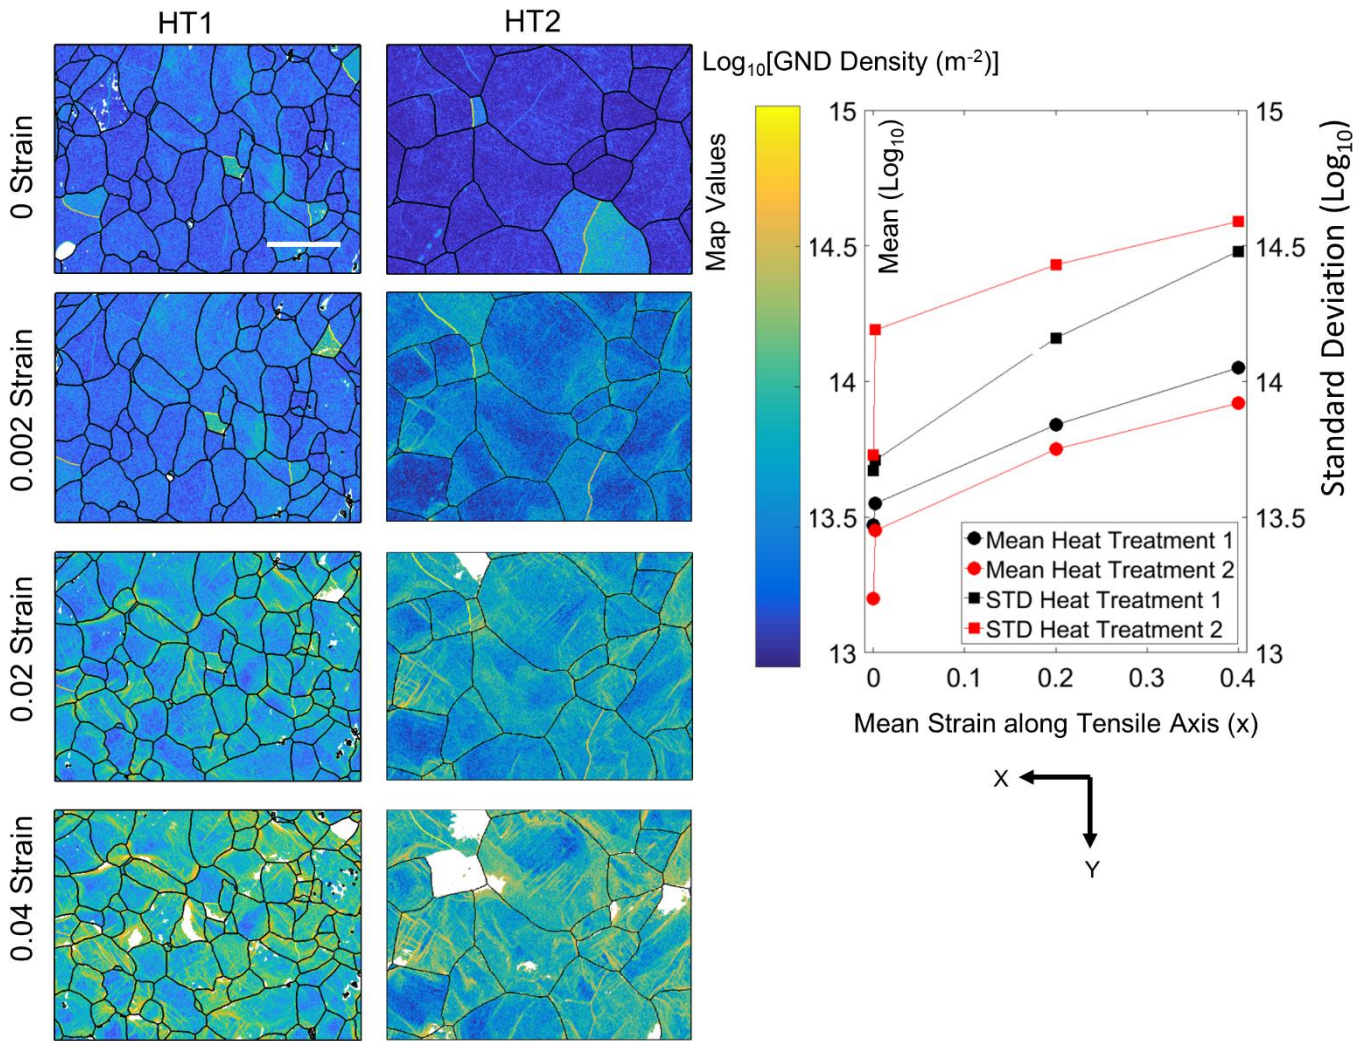 HT1
HT2
0 Strain
0.002 Strain
0.02 Strain
0.04 Strain
Log10[GND Density (m-2)]
Map Values
15
14.5
14
13.5
13
Mean (Log10)
15
14.5
14
13.5
13
Standard Deviation (Log10)
Mean Heat Treatment 1
Mean Heat Treatment 2
STD Heat Treatment 1
STD Heat Treatment 2
0 0.1 0.2 0.3 0.4
Mean Strain along Tensile Axis (x)
X
Y